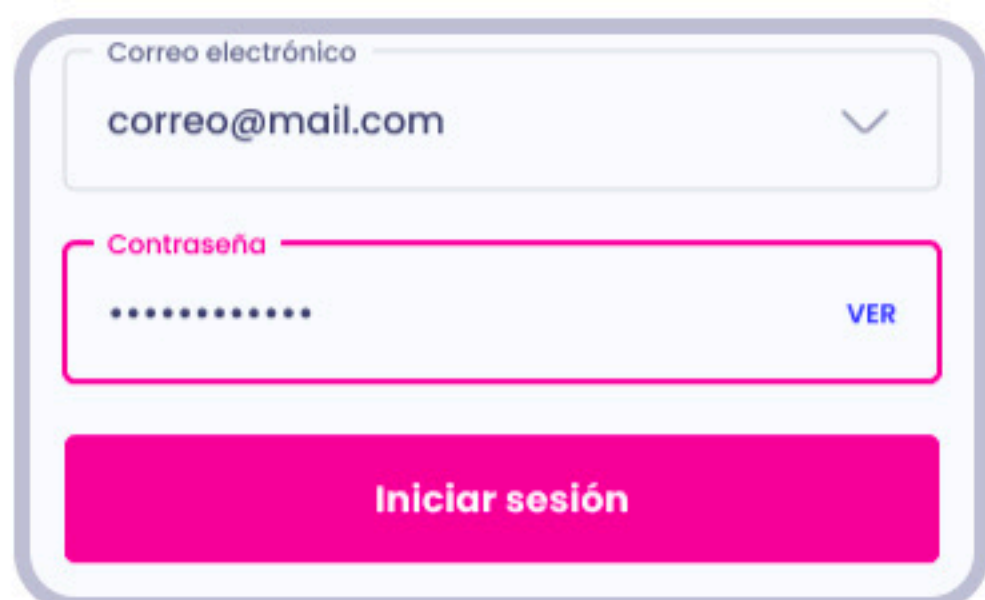 Correo electrónico
correo@mail.com
Contraseña
••••••••••••
VER
Iniciar sesión